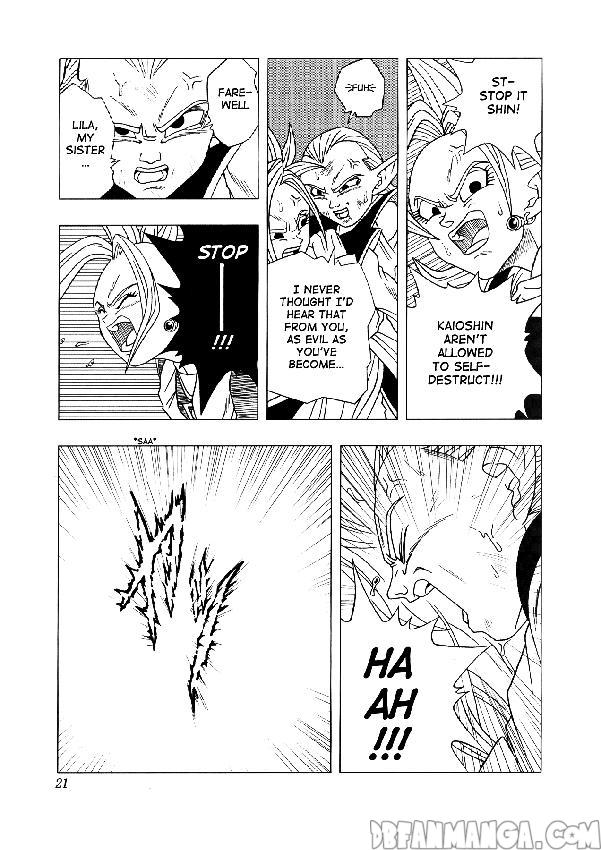 ST-
STOP IT
SHIN!
KAIOSHIN
AREN'T
ALLOWED
TO SELF-
DESTRUCT!!!
÷FUH÷
I NEVER
THOUGHT I'D
HEAR THAT
FROM YOU,
AS EVIL AS
YOU'VE
BECOME...
FARE-
WELL
LILA,
MY
SISTER
...
STOP
!!!
HA
AH
!!!
*SAA*
21
DBFANMANGA.COM